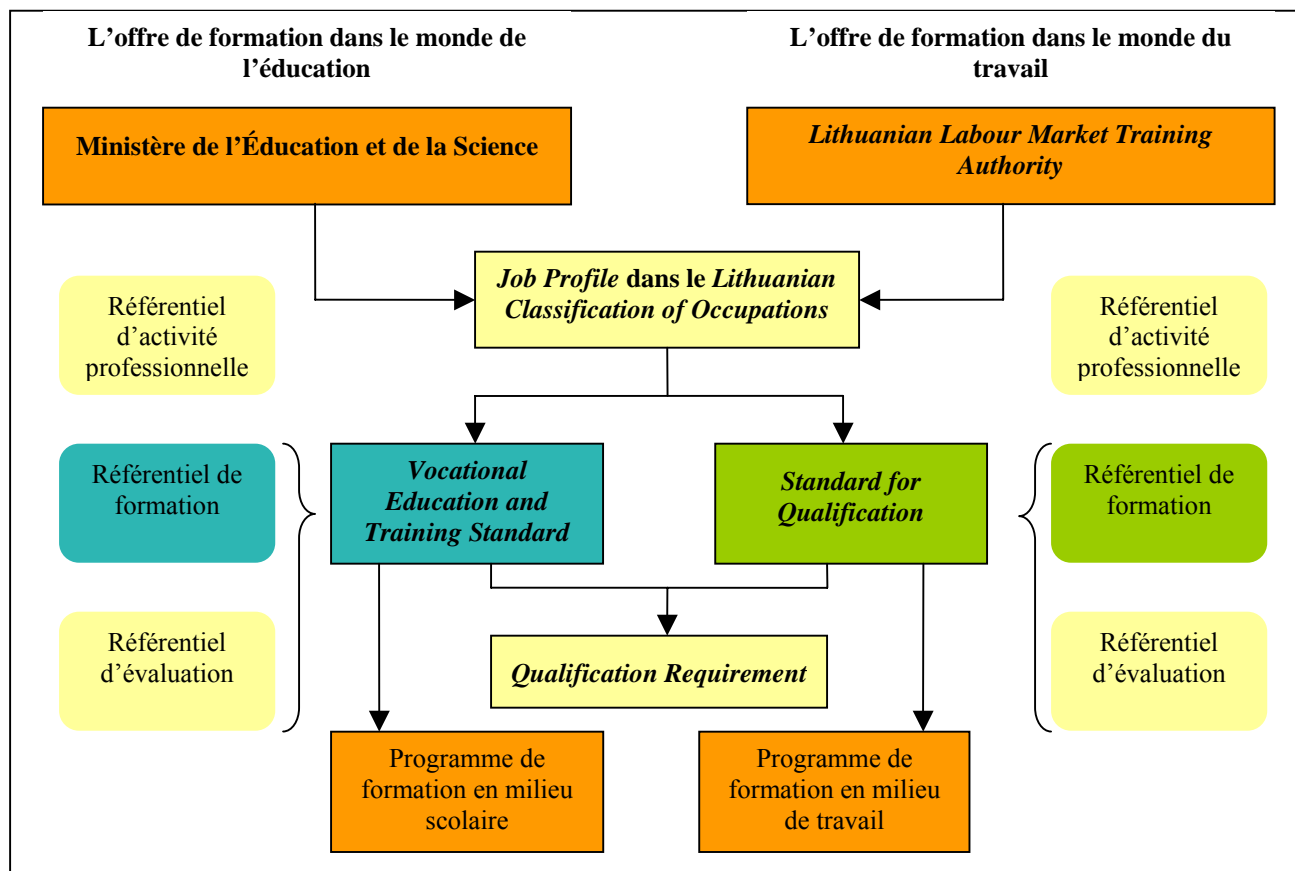 L’offre de formation dans le monde de
l’éducation
L’offre de formation dans le monde du
travail
Ministère de l’Éducation et de la Science
Lithuanian Labour Market Training
Authority
Job Profile dans le Lithuanian
Classification of Occupations
Référentiel
d’activité
professionnelle
Référentiel
d’activité
professionnelle
Référentiel de
formation
Vocational
Education and
Training Standard
Standard for
Qualification
Référentiel de
formation
Référentiel
d’évaluation
Qualification Requirement
Référentiel
d’évaluation
Programme de
formation en milieu
scolaire
Programme de
formation en milieu
de travail